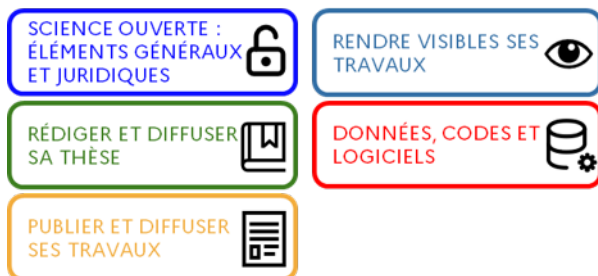 SCIENCE OUVERTE :
ÉLÉMENTS GÉNÉRAUX
ET JURIDIQUES
RENDRE VISIBLES SES
TRAVAUX
RÉDIGER ET DIFFUSER
SA THÈSE
DONNÉES, CODES ET
LOGICIELS
PUBLIER ET DIFFUSER
SES TRAVAUX